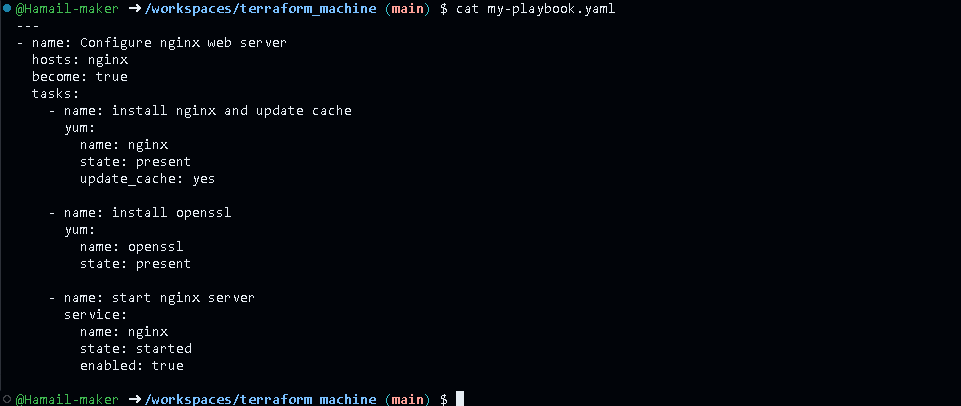 @Hamail-maker ➜ /workspaces/terraform_machine (main) $ cat my-playbook.yaml
---
- name: Configure nginx web server
  hosts: nginx
  become: true
  tasks:
    - name: install nginx and update cache
      yum:
        name: nginx
        state: present
        update_cache: yes

    - name: install openssl
      yum:
        name: openssl
        state: present

    - name: start nginx server
      service:
        name: nginx
        state: started
        enabled: true

@Hamail-maker ➜ /workspaces/terraform_machine (main) $